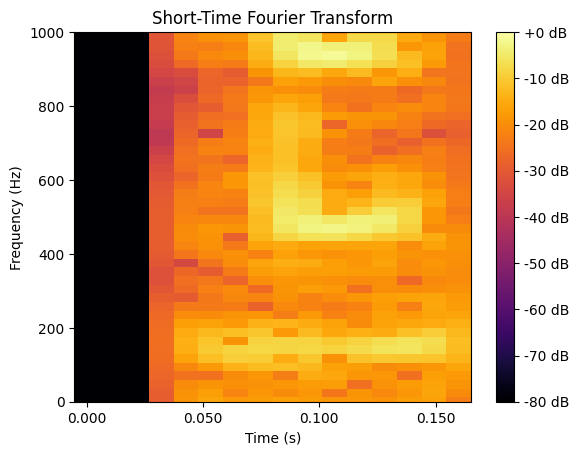 Short-Time Fourier Transform
1000
800
600
400
200
0
Frequency (Hz)
0.000
0.050
0.100
0.150
Time (s)
+0 dB
-10 dB
-20 dB
-30 dB
-40 dB
-50 dB
-60 dB
-70 dB
-80 dB